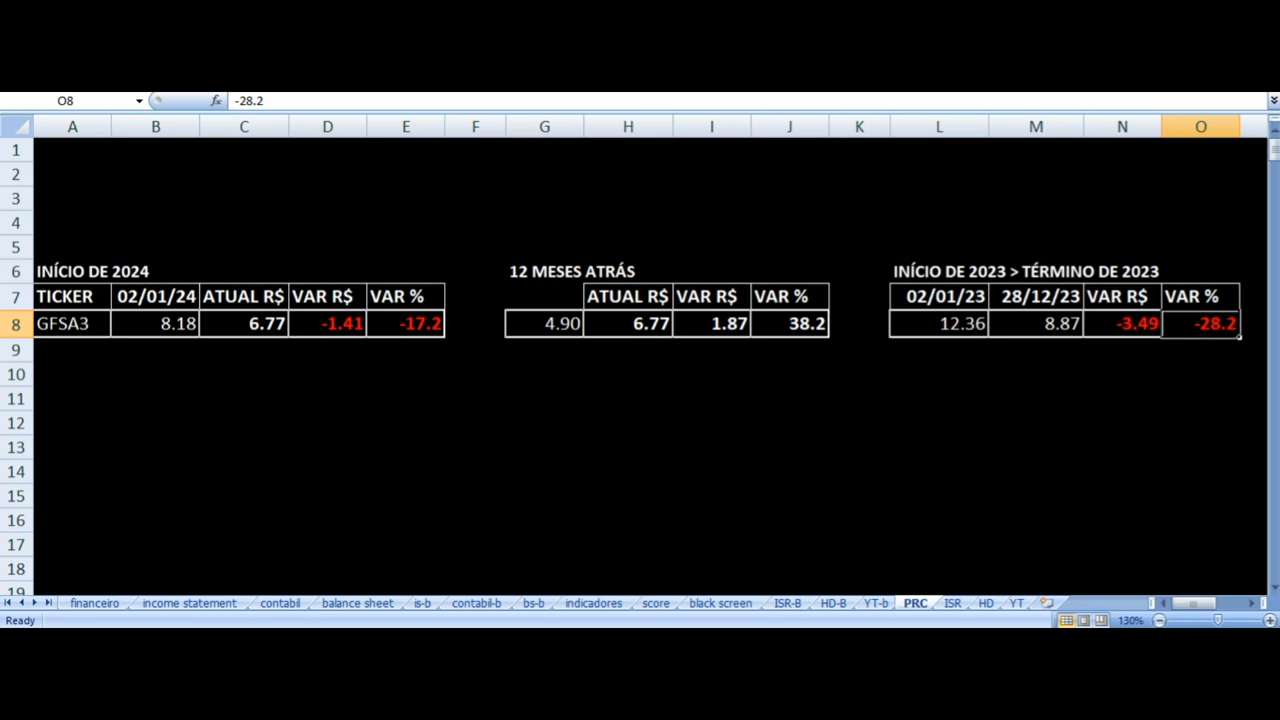 O8 fx -28.2
A B C D E F G H I J K L M N O
1
2
3
4
5
6 INÍCIO DE 2024 12 MESES ATRÁS INÍCIO DE 2023 > TÉRMINO DE 2023
7 TICKER 02/01/24 ATUAL R$ VAR R$ VAR % ATUAL R$ VAR R$ VAR % 02/01/23 28/12/23 VAR R$ VAR %
8 GFSA3 8.18 6.77 -1.41 -17.2 4.90 6.77 1.87 38.2 12.36 8.87 -3.49 -28.2
9
10
11
12
13
14
15
16
17
18
19
financeiro income statement contabil balance sheet is-b contabil-b bs-b indicadores score black screen ISR-B HD-B YT-b PRC ISR HD YT
Ready 130%